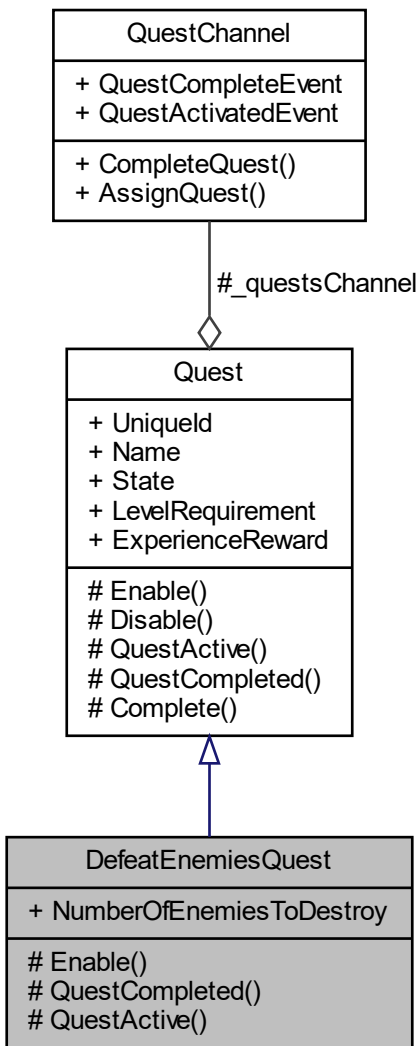 QuestChannel
+ QuestCompleteEvent
+ QuestActivatedEvent
+ CompleteQuest()
+ AssignQuest()
#_questsChannel
Quest
+ UniqueId
+ Name
+ State
+ LevelRequirement
+ ExperienceReward
# Enable()
# Disable()
# QuestActive()
# QuestCompleted()
# Complete()
DefeatEnemiesQuest
+ NumberOfEnemiesToDestroy
# Enable()
# QuestCompleted()
# QuestActive()